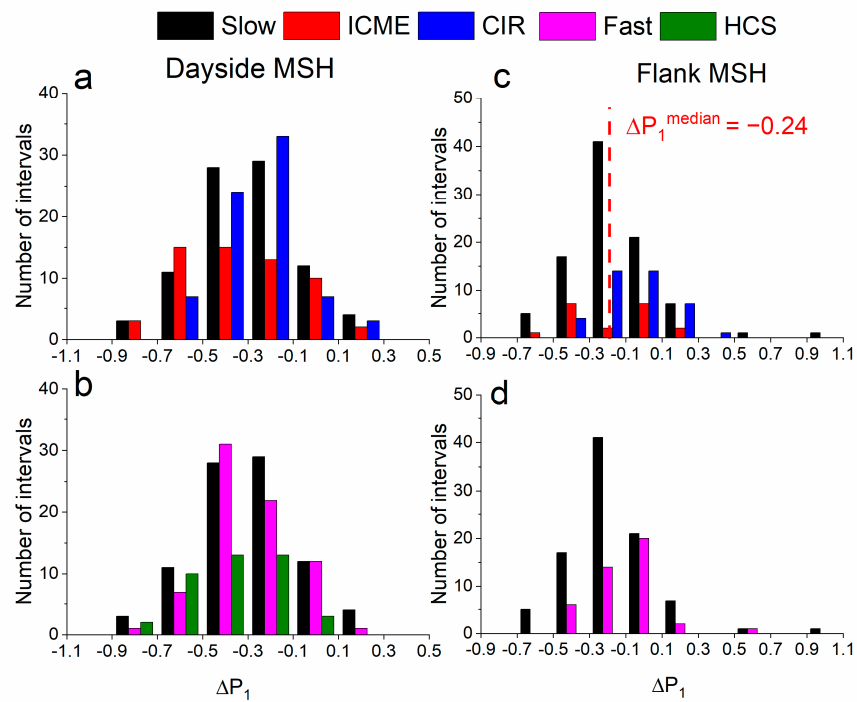 Slow ICME CIR Fast HCS
Dayside MSH
Flank MSH
a
Number of intervals
40
30
20
10
0
-1.1 -0.9 -0.7 -0.5 -0.3 -0.1 0.1 0.3 0.5
c
ΔP₁ᵐᵉᵈⁱᵃⁿ = −0.24
Number of intervals
50
40
30
20
10
0
-0.9 -0.7 -0.5 -0.3 -0.1 0.1 0.3 0.5 0.7 0.9 1.1
b
Number of intervals
40
30
20
10
0
-1.1 -0.9 -0.7 -0.5 -0.3 -0.1 0.1 0.3 0.5
ΔP₁
d
Number of intervals
50
40
30
20
10
0
-0.9 -0.7 -0.5 -0.3 -0.1 0.1 0.3 0.5 0.7 0.9 1.1
ΔP₁